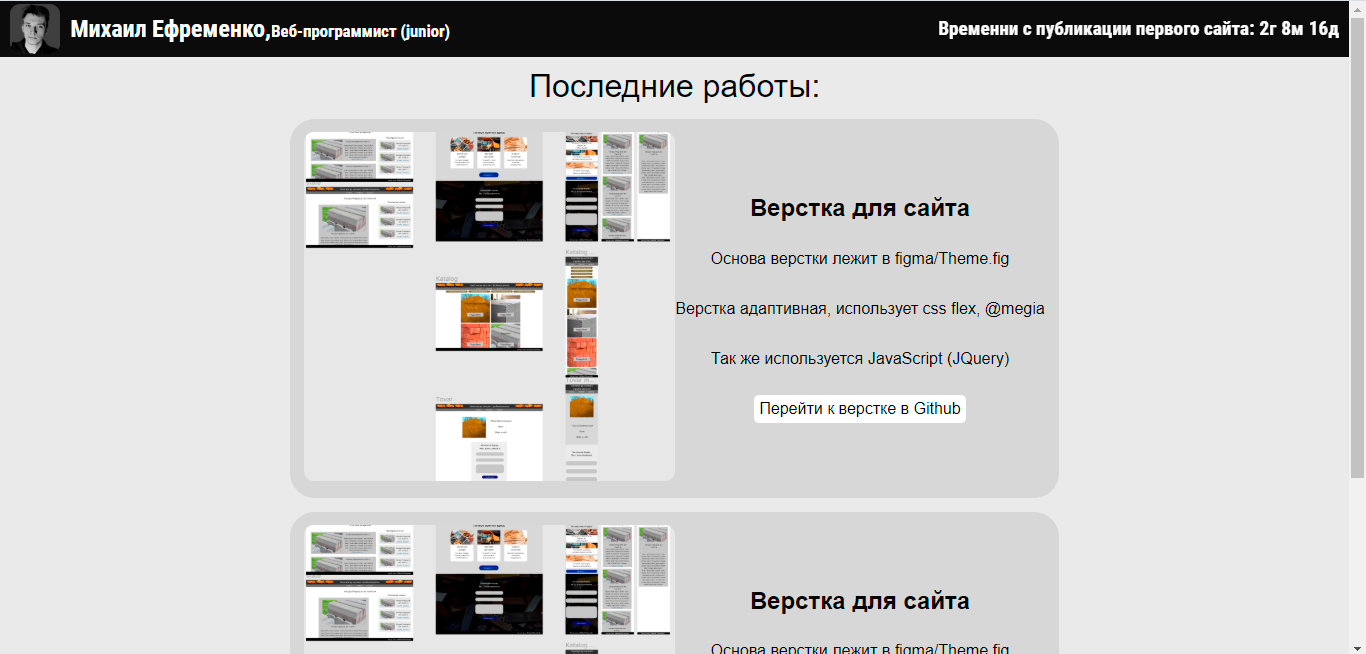 Михаил Ефременко,Веб-программист (junior)
Временни с публикации первого сайта: 2г 8м 16д
Последние работы:
Katalog
Tovar
Katalog ...
Tovar m...
Верстка для сайта
Основа верстки лежит в figma/Theme.fig
Верстка адаптивная, использует css flex, @megia
Так же используется JavaScript (JQuery)
Перейти к верстке в Github
Katalog
Верстка для сайта
Основа верстки лежит в figma/Theme.fig